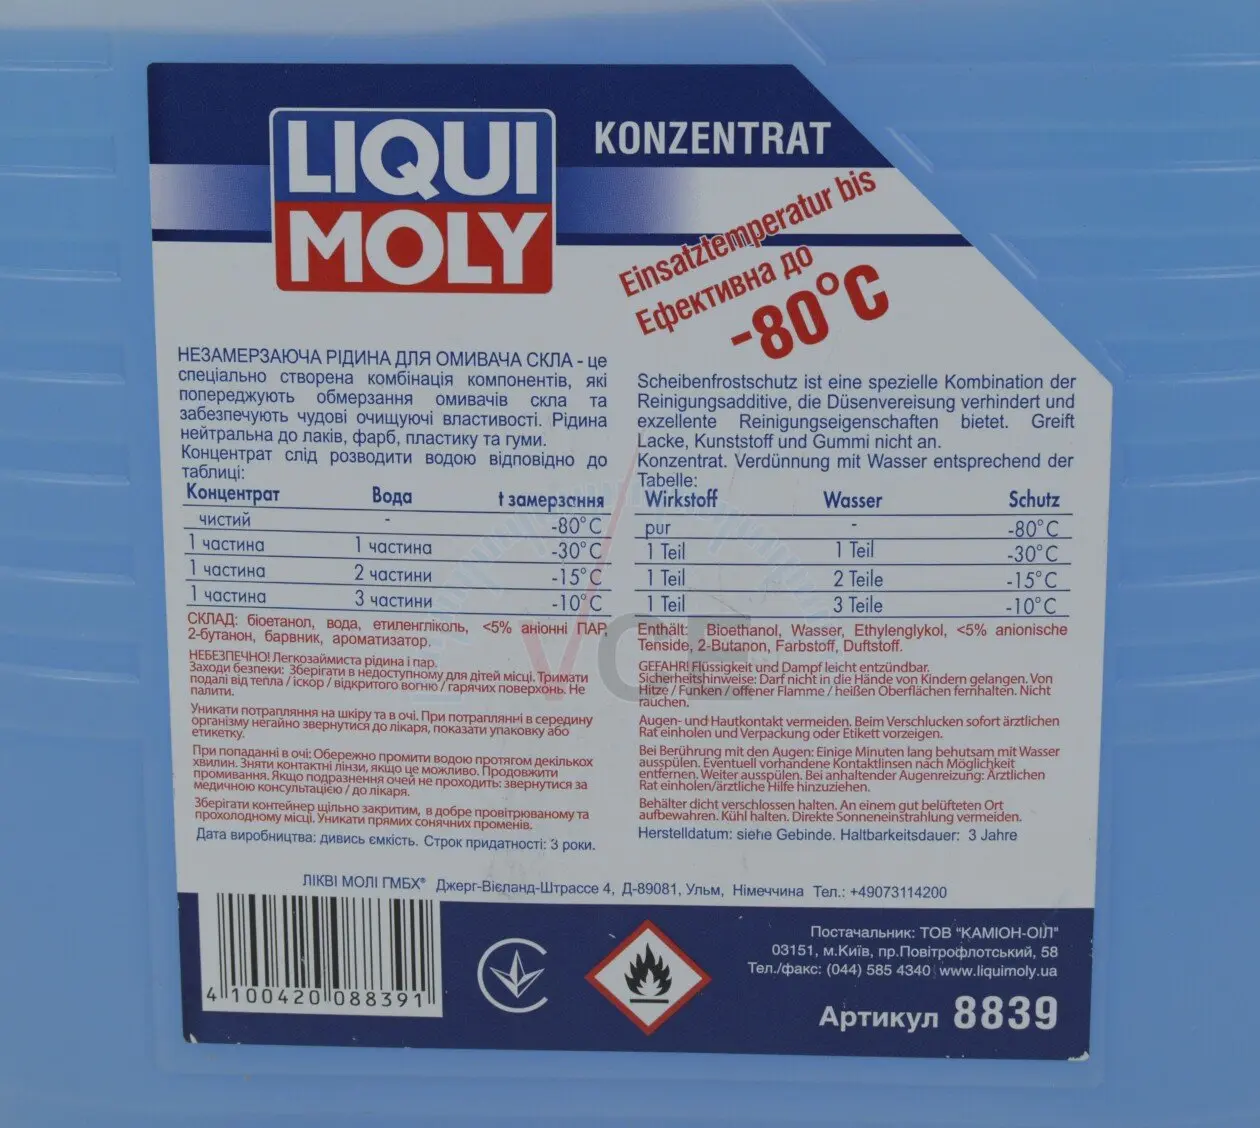 LIQUI
MOLY
KONZENTRAT
Einsatztemperatur bis
Ефективна до
-80°C
НЕЗАМЕРЗАЮЧА РІДИНА ДЛЯ ОМИВАЧА СКЛА - це
спеціально створена комбінація компонентів, які
попереджують обмерзання омивачів скла та
забезпечують чудові очищуючі властивості. Рідина
нейтральна до лаків, фарб, пластику та гуми.
Концентрат слід розводити водою відповідно до
таблиці:
Концентрат Вода t замерзання
чистий - -80°C
1 частина 1 частина -30°C
1 частина 2 частини -15°C
1 частина 3 частини -10°C
СКЛАД: біоетанол, вода, етиленгліколь, <5% аніонні ПАР,
2-бутанон, барвник, ароматизатор.
НЕБЕЗПЕЧНО! Легкозаймиста рідина і пар.
Заходи безпеки: Зберігати в недоступному для дітей місці. Тримати
подалі від тепла / іскор / відкритого вогню / гарячих поверхонь. Не
палити.
Уникати потрапляння на шкіру та в очі. При потраплянні в середину
організму негайно звернутися до лікаря, показати упаковку або
етикетку.
При попаданні в очі: Обережно промити водою протягом декількох
хвилин. Зняти контактні лінзи, якщо це можливо. Продовжити
промивання. Якщо подразнення очей не проходить: звернутися за
медичною консультацією / до лікаря.
Зберігати контейнер щільно закритим, в добре провітрюваному та
прохолодному місці. Уникати прямих сонячних променів.
Дата виробництва: дивись ємкість. Строк придатності: 3 роки.
Scheibenfrostschutz ist eine spezielle Kombination der
Reinigungsadditive, die Düsenvereisung verhindert und
exzellente Reinigungseigenschaften bietet. Greift
Lacke, Kunststoff und Gummi nicht an.
Konzentrat. Verdünnung mit Wasser entsprechend der
Tabelle:
Wirkstoff Wasser Schutz
pur - -80°C
1 Teil 1 Teil -30°C
1 Teil 2 Teile -15°C
1 Teil 3 Teile -10°C
Enthält: Bioethanol, Wasser, Ethylenglykol, <5% anionische
Tenside, 2-Butanon, Farbstoff, Duftstoff.
GEFAHR! Flüssigkeit und Dampf leicht entzündbar.
Sicherheitshinweise: Darf nicht in die Hände von Kindern gelangen. Von
Hitze / Funken / offener Flamme / heißen Oberflächen fernhalten. Nicht
rauchen.
Augen- und Hautkontakt vermeiden. Beim Verschlucken sofort ärztlichen
Rat einholen und Verpackung oder Etikett vorzeigen.
Bei Berührung mit den Augen: Einige Minuten lang behutsam mit Wasser
ausspülen. Eventuell vorhandene Kontaktlinsen nach Möglichkeit
entfernen. Weiter ausspülen. Bei anhaltender Augenreizung: Ärztlichen
Rat einholen/ärztliche Hilfe hinzuziehen.
Behälter dicht verschlossen halten. An einem gut belüfteten Ort
aufbewahren. Kühl halten. Direkte Sonneneinstrahlung vermeiden.
Herstelldatum: siehe Gebinde. Haltbarkeitsdauer: 3 Jahre
VCE
ЛІКВІ МОЛІ ГМБХ® Джерг-Вієланд-Штрассе 4, Д-89081, Ульм, Німеччина Тел.: +49073114200
4 100420 088391
Постачальник: ТОВ "КАМІОН-ОІЛ"
03151, м.Київ, пр.Повітрофлотський, 58
Тел./факс: (044) 585 4340 www.liquimoly.ua
Артикул 8839